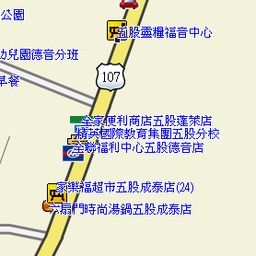 公園
五股靈糧福音中心
幼兒園德音分班
早餐
107
全家便利商店五股蓬萊店
精英國際教育集團五股分校
全聯福利中心五股德音店
家樂福超市五股成泰店(24)
六扇門時尚湯鍋五股成泰店